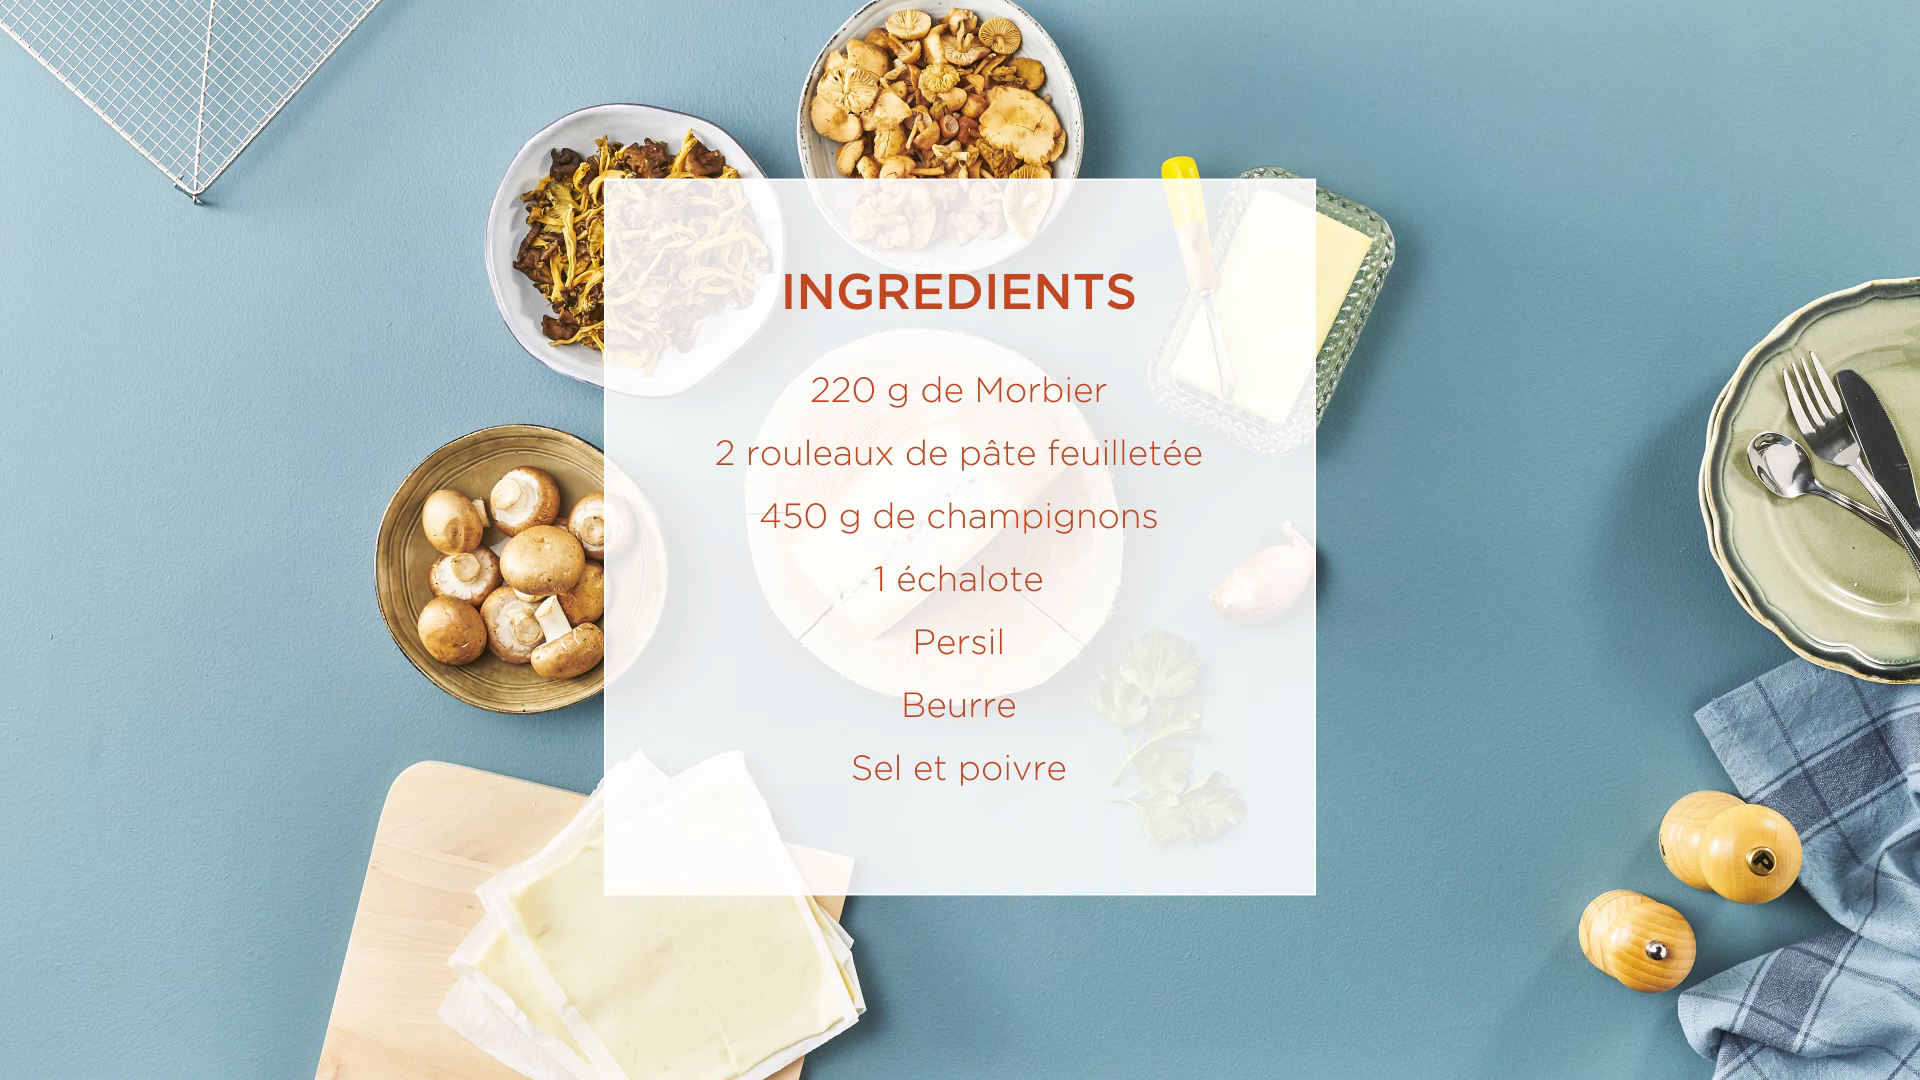 INGREDIENTS
220 g de Morbier
2 rouleaux de pâte feuilletée
450 g de champignons
1 échalote
Persil
Beurre
Sel et poivre
P